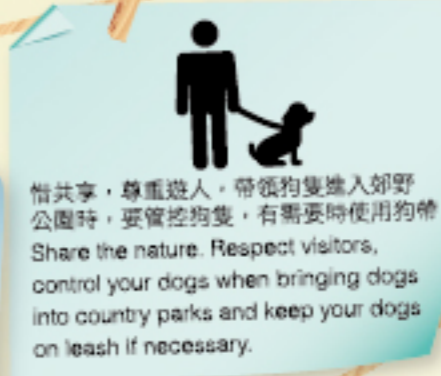 惜共享，尊重遊人，帶領狗隻進入郊野
公園時，要管控狗隻，有需要時使用狗帶
Share the nature. Respect visitors,
control your dogs when bringing dogs
into country parks and keep your dogs
on leash if necessary.